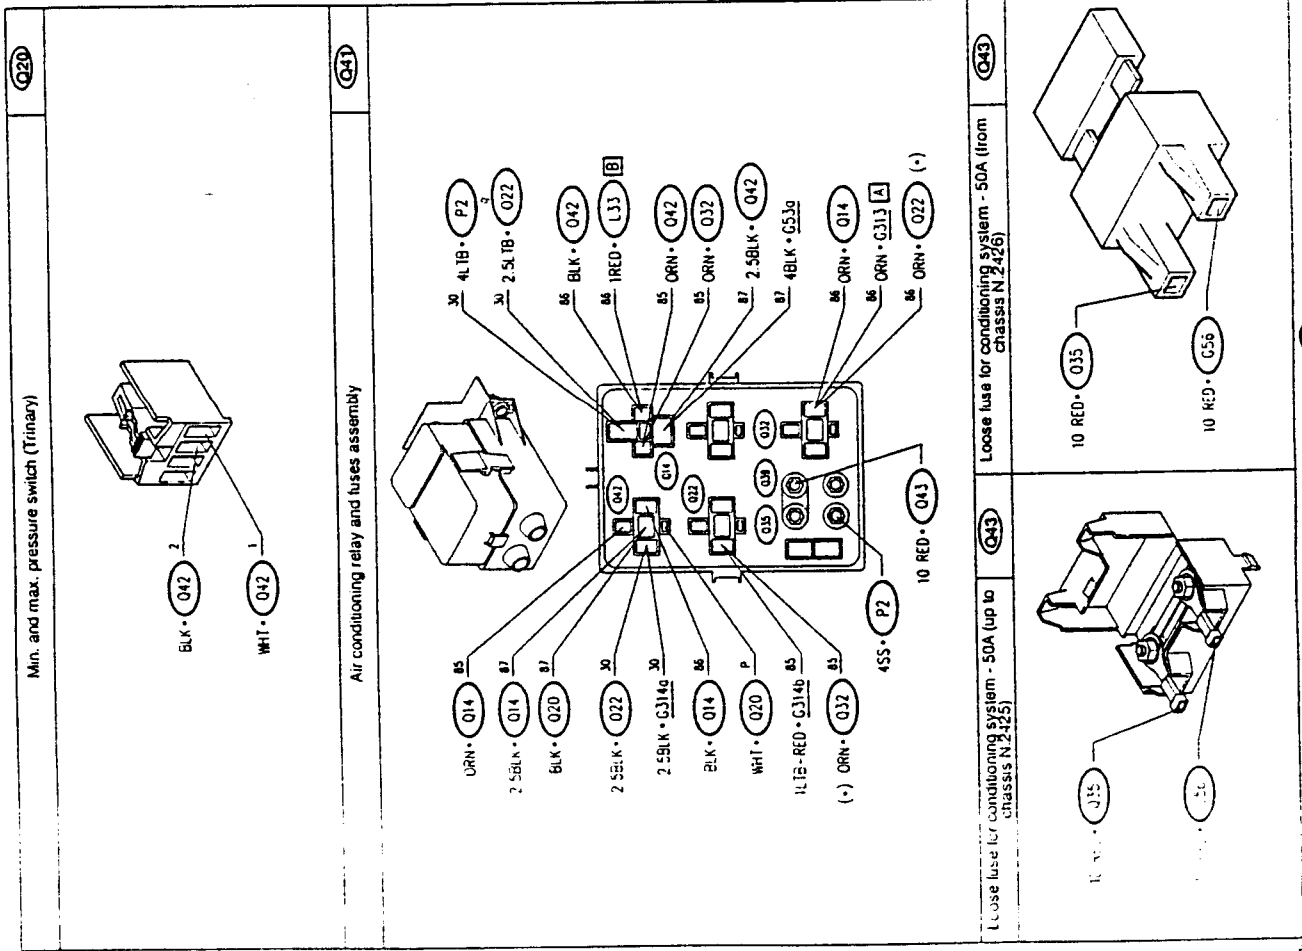 Min. and max. pressure switch (Trinary)
Q20
BLK • Q42 2
WHT • Q42 1
Air conditioning relay and fuses assembly
Q41
ORN • Q14 85
2.5BLK • Q14 87
BLK • Q20 87
2.5BLK • Q22 30
2.5BLK • G314a 30
BLK • Q14 86
WHT • Q20 P
1LTB-RED • G314b 85
(•) ORN • Q32 85
4SS • P2
10 RED • Q43
Q14
Q22
Q32
Q35
30 4LTB • P2
30 2.5LTB • Q22
86 BLK • Q42
86 1RED • L33 B
85 ORN • Q42
85 ORN • Q32
87 2.5BLK • Q42
87 4BLK • G53a
86 ORN • Q14
86 ORN • G313 A
86 ORN • Q22 (•)
Loose fuse for conditioning system - 50A (up to
chassis N.2425)
Q43
Q35
Loose fuse for conditioning system - 50A (from
chassis N.2426)
Q43
10 RED • Q35
10 RED • G56